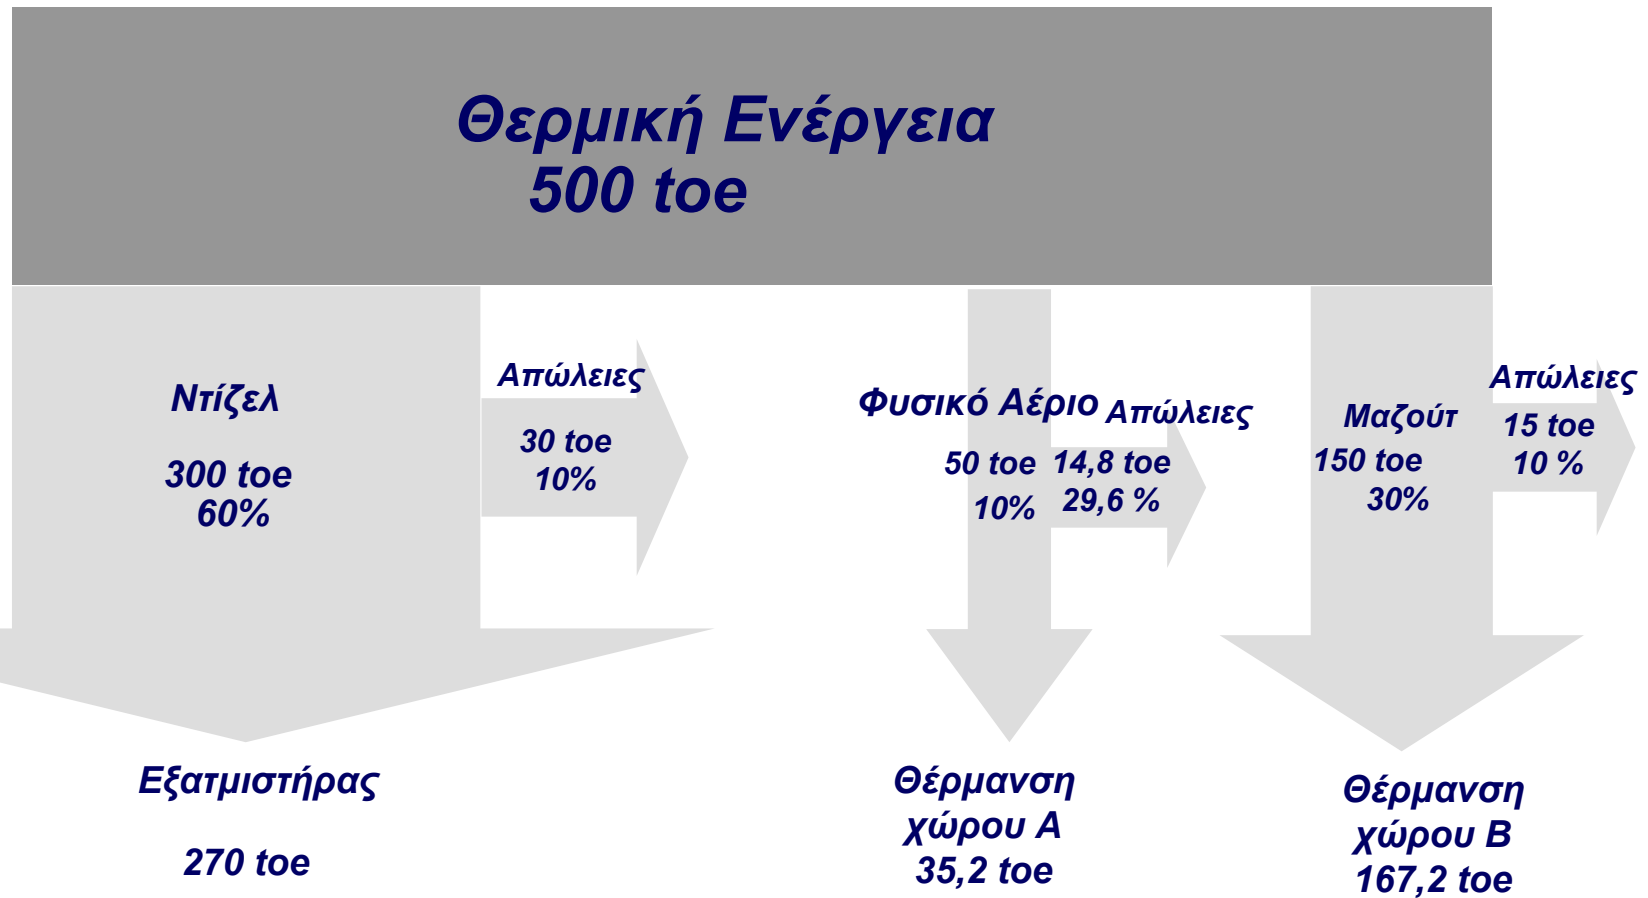 Θερμική Ενέργεια
500 toe
Ντίζελ
300 toe
60%
Απώλειες
30 toe
10%
Φυσικό Αέριο
50 toe
10%
Απώλειες
14,8 toe
29,6 %
Μαζούτ
150 toe
30%
Απώλειες
15 toe
10 %
Εξατμιστήρας
270 toe
Θέρμανση
χώρου Α
35,2 toe
Θέρμανση
χώρου Β
167,2 toe